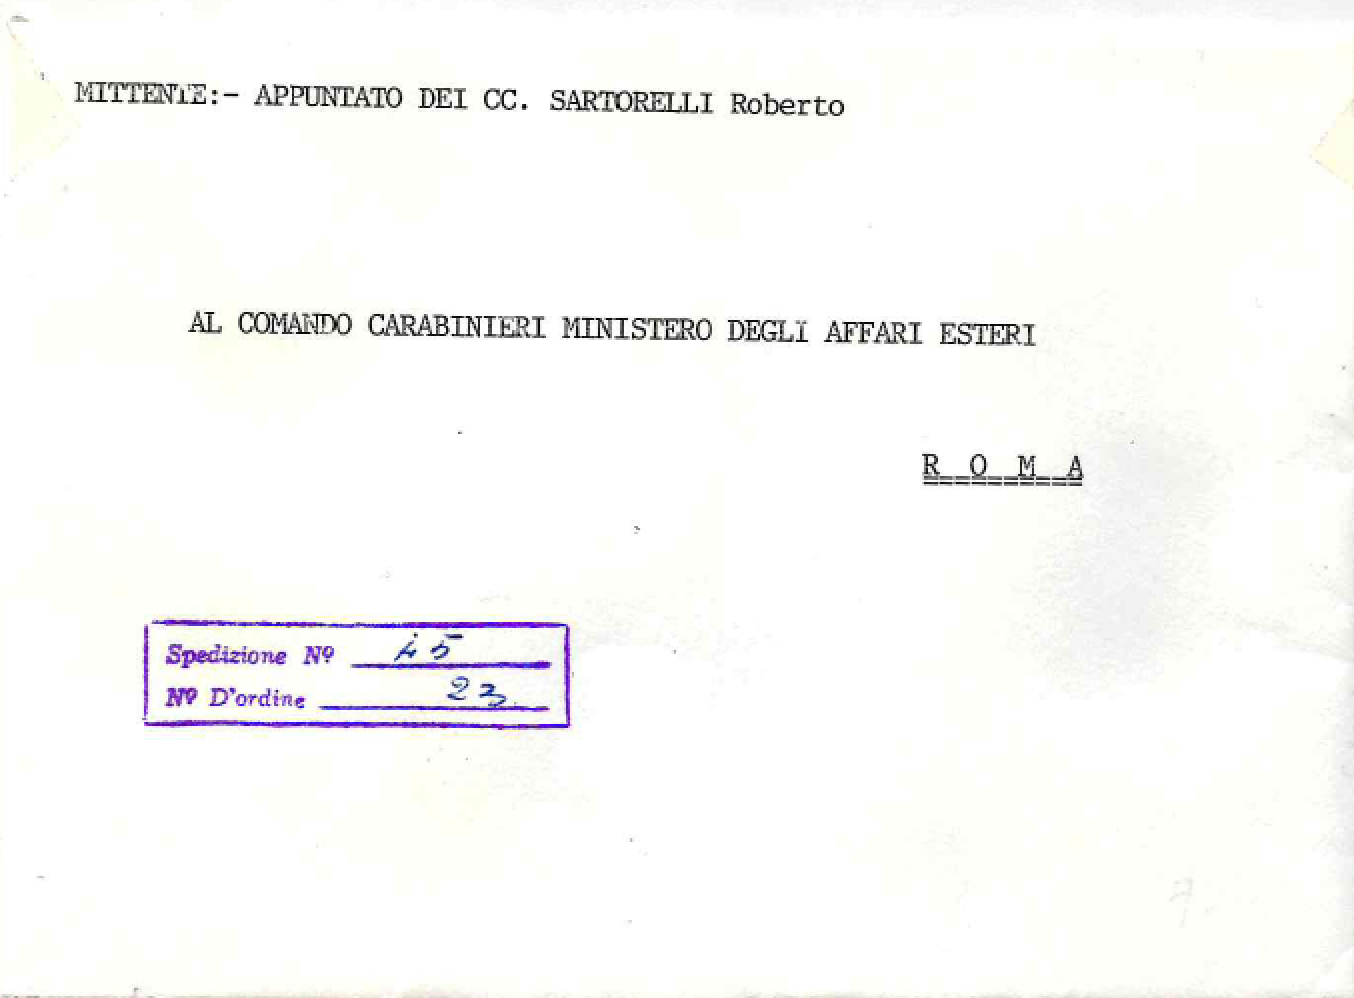 MITTENTE:- APPUNTATO DEI CC. SARTORELLI Roberto
AL COMANDO CARABINIERI MINISTERO DEGLI AFFARI ESTERI
R O M A
Spedizione Nº 45
Nº D'ordine 23